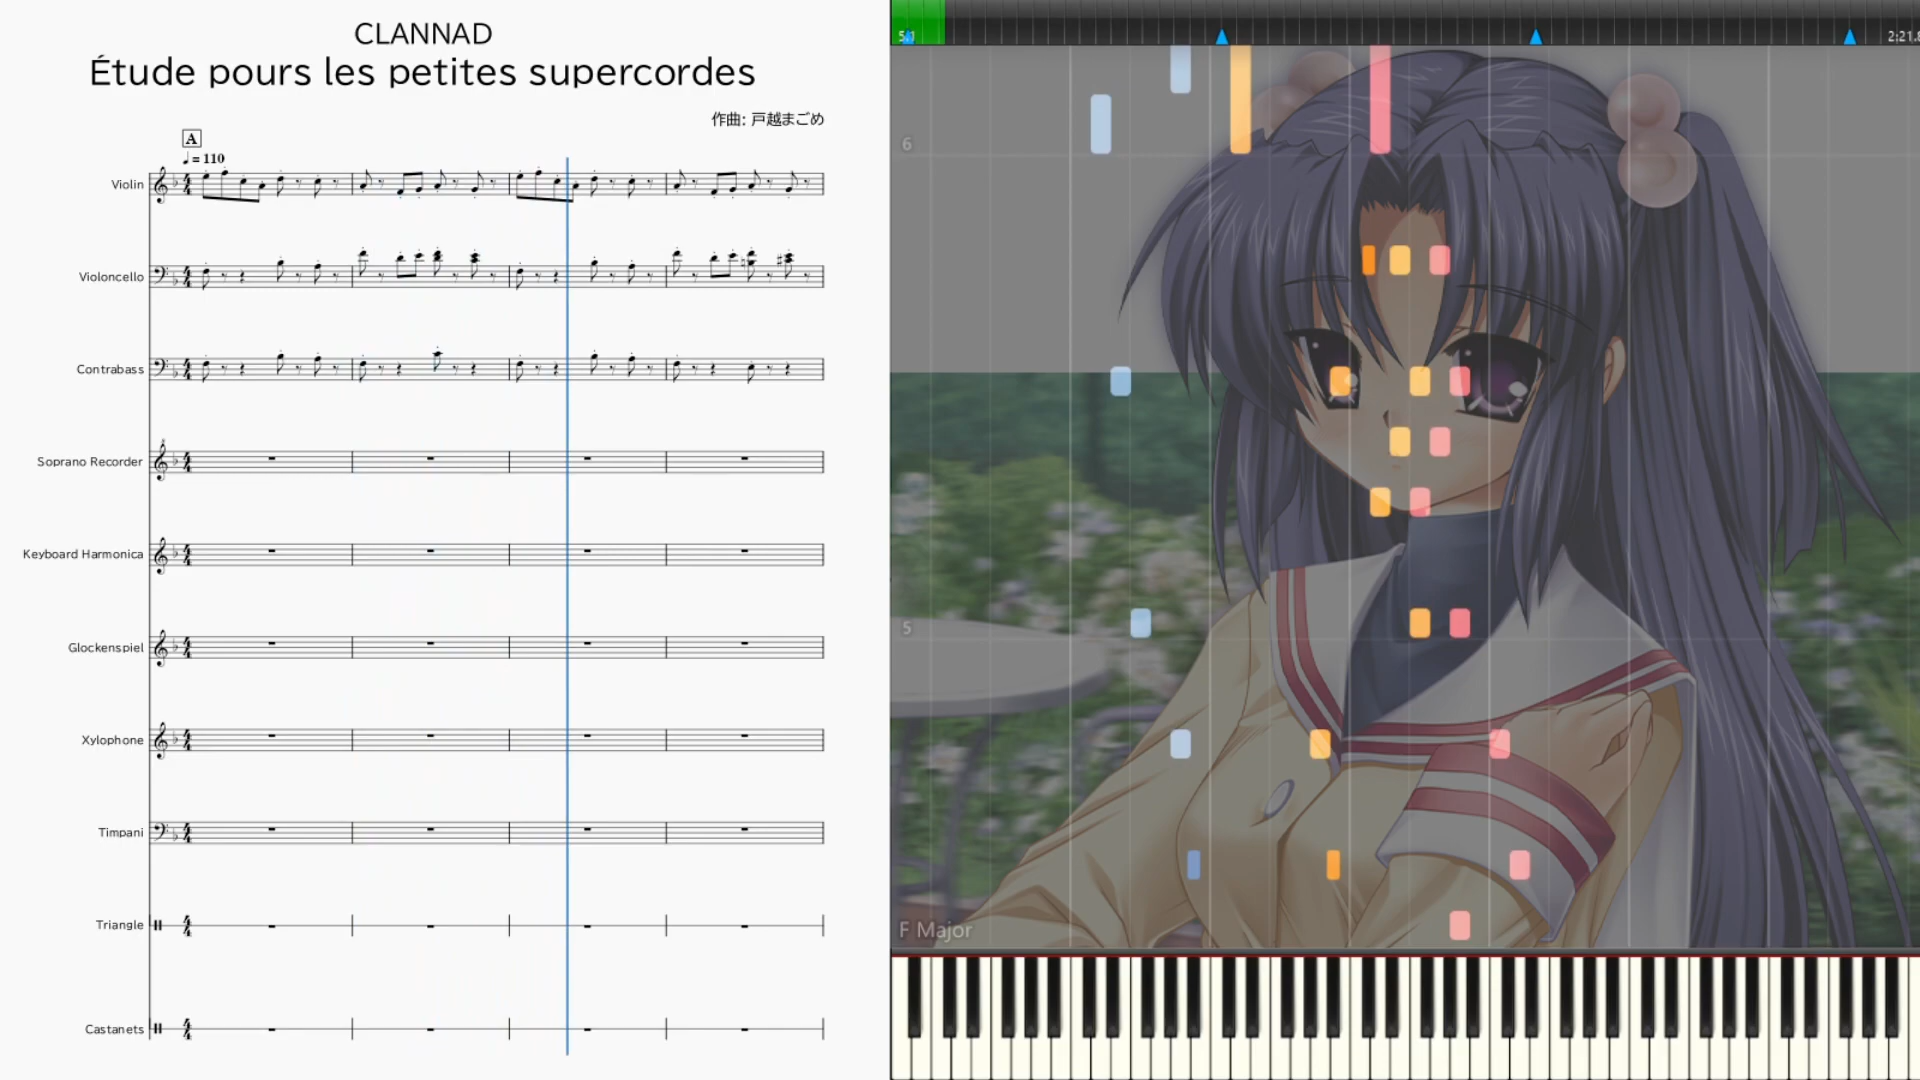 CLANNAD
Étude pours les petites supercordes
作曲: 戸越まごめ
A
♩= 110
Violin
Violoncello
Contrabass
Soprano Recorder
Keyboard Harmonica
Glockenspiel
Xylophone
Timpani
Triangle
Castanets
6
5
F Major